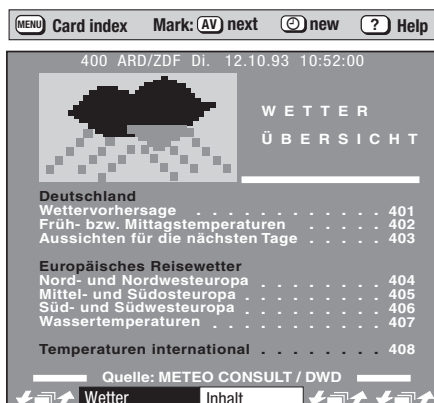 MENU Card index Mark: AV next new ? Help
400 ARD/ZDF Di. 12.10.93 10:52:00
WETTER
ÜBERSICHT
Deutschland
Wettervorhersage . . . . . . . . . . . . . 401
Früh- bzw. Mittagstemperaturen . . . . . 402
Aussichten für die nächsten Tage . . . . . 403
Europäisches Reisewetter
Nord- und Nordwesteuropa . . . . . . . . 404
Mittel- und Südosteuropa . . . . . . . . . 405
Süd- und Südwesteuropa . . . . . . . . . 406
Wassertemperaturen . . . . . . . . . . . 407
Temperaturen international . . . . . . . . 408
Quelle: METEO CONSULT / DWD
Wetter Inhalt